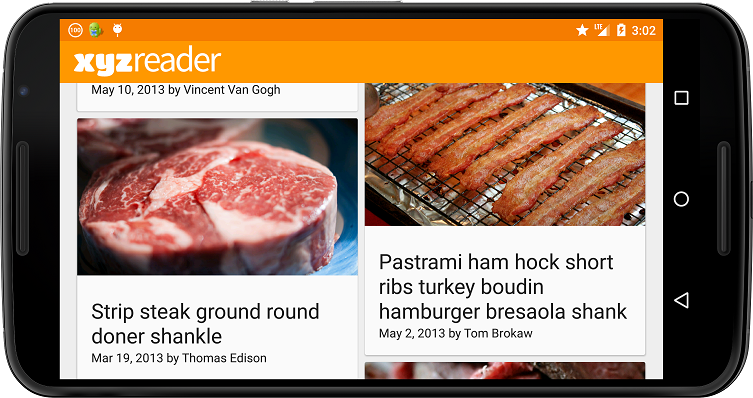 100
LTE
3:02
xyzreader
May 10, 2013 by Vincent Van Gogh
Strip steak ground round
doner shankle
Mar 19, 2013 by Thomas Edison
Pastrami ham hock short
ribs turkey boudin
hamburger bresaola shank
May 2, 2013 by Tom Brokaw